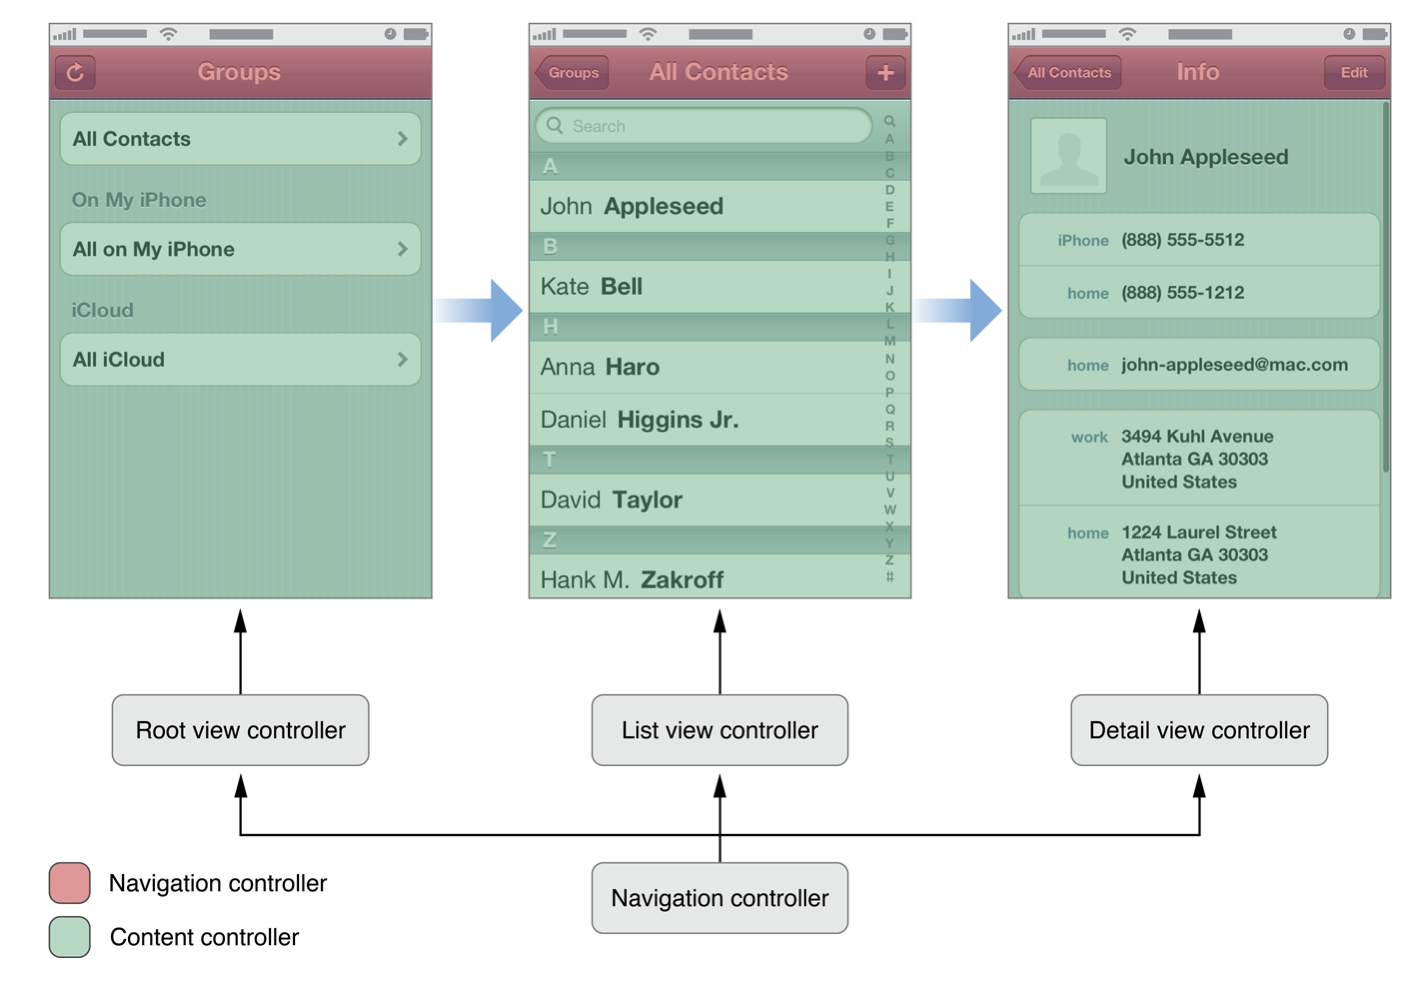 Groups
All Contacts
On My iPhone
All on My iPhone
iCloud
All iCloud
Groups
All Contacts
+
Search
A
John Appleseed
B
Kate Bell
H
Anna Haro
Daniel Higgins Jr.
T
David Taylor
Z
Hank M. Zakroff
A
B
C
D
E
F
G
H
I
J
K
L
M
N
O
P
Q
R
S
T
U
V
W
X
Y
Z
#
All Contacts
Info
Edit
John Appleseed
iPhone (888) 555-5512
home (888) 555-1212
home john-appleseed@mac.com
work 3494 Kuhl Avenue
Atlanta GA 30303
United States
home 1224 Laurel Street
Atlanta GA 30303
United States
Root view controller
List view controller
Detail view controller
Navigation controller
Navigation controller
Content controller